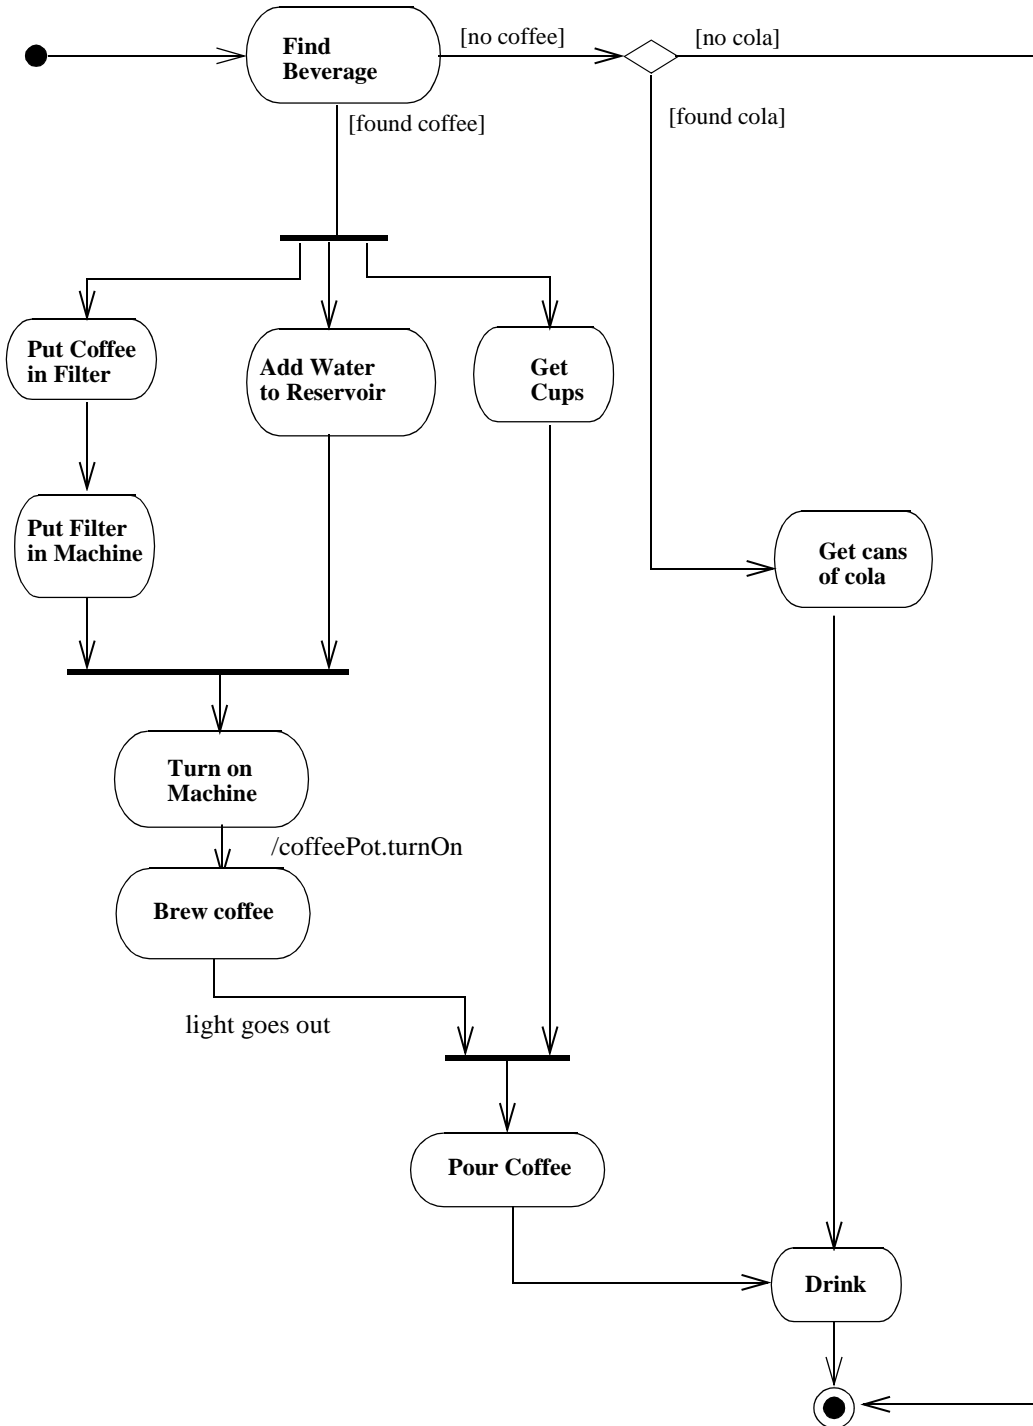 Find
Beverage
[no coffee]
[no cola]
[found coffee]
[found cola]
Put Coffee
in Filter
Add Water
to Reservoir
Get
Cups
Put Filter
in Machine
Get cans
of cola
Turn on
Machine
/coffeePot.turnOn
Brew coffee
light goes out
Pour Coffee
Drink